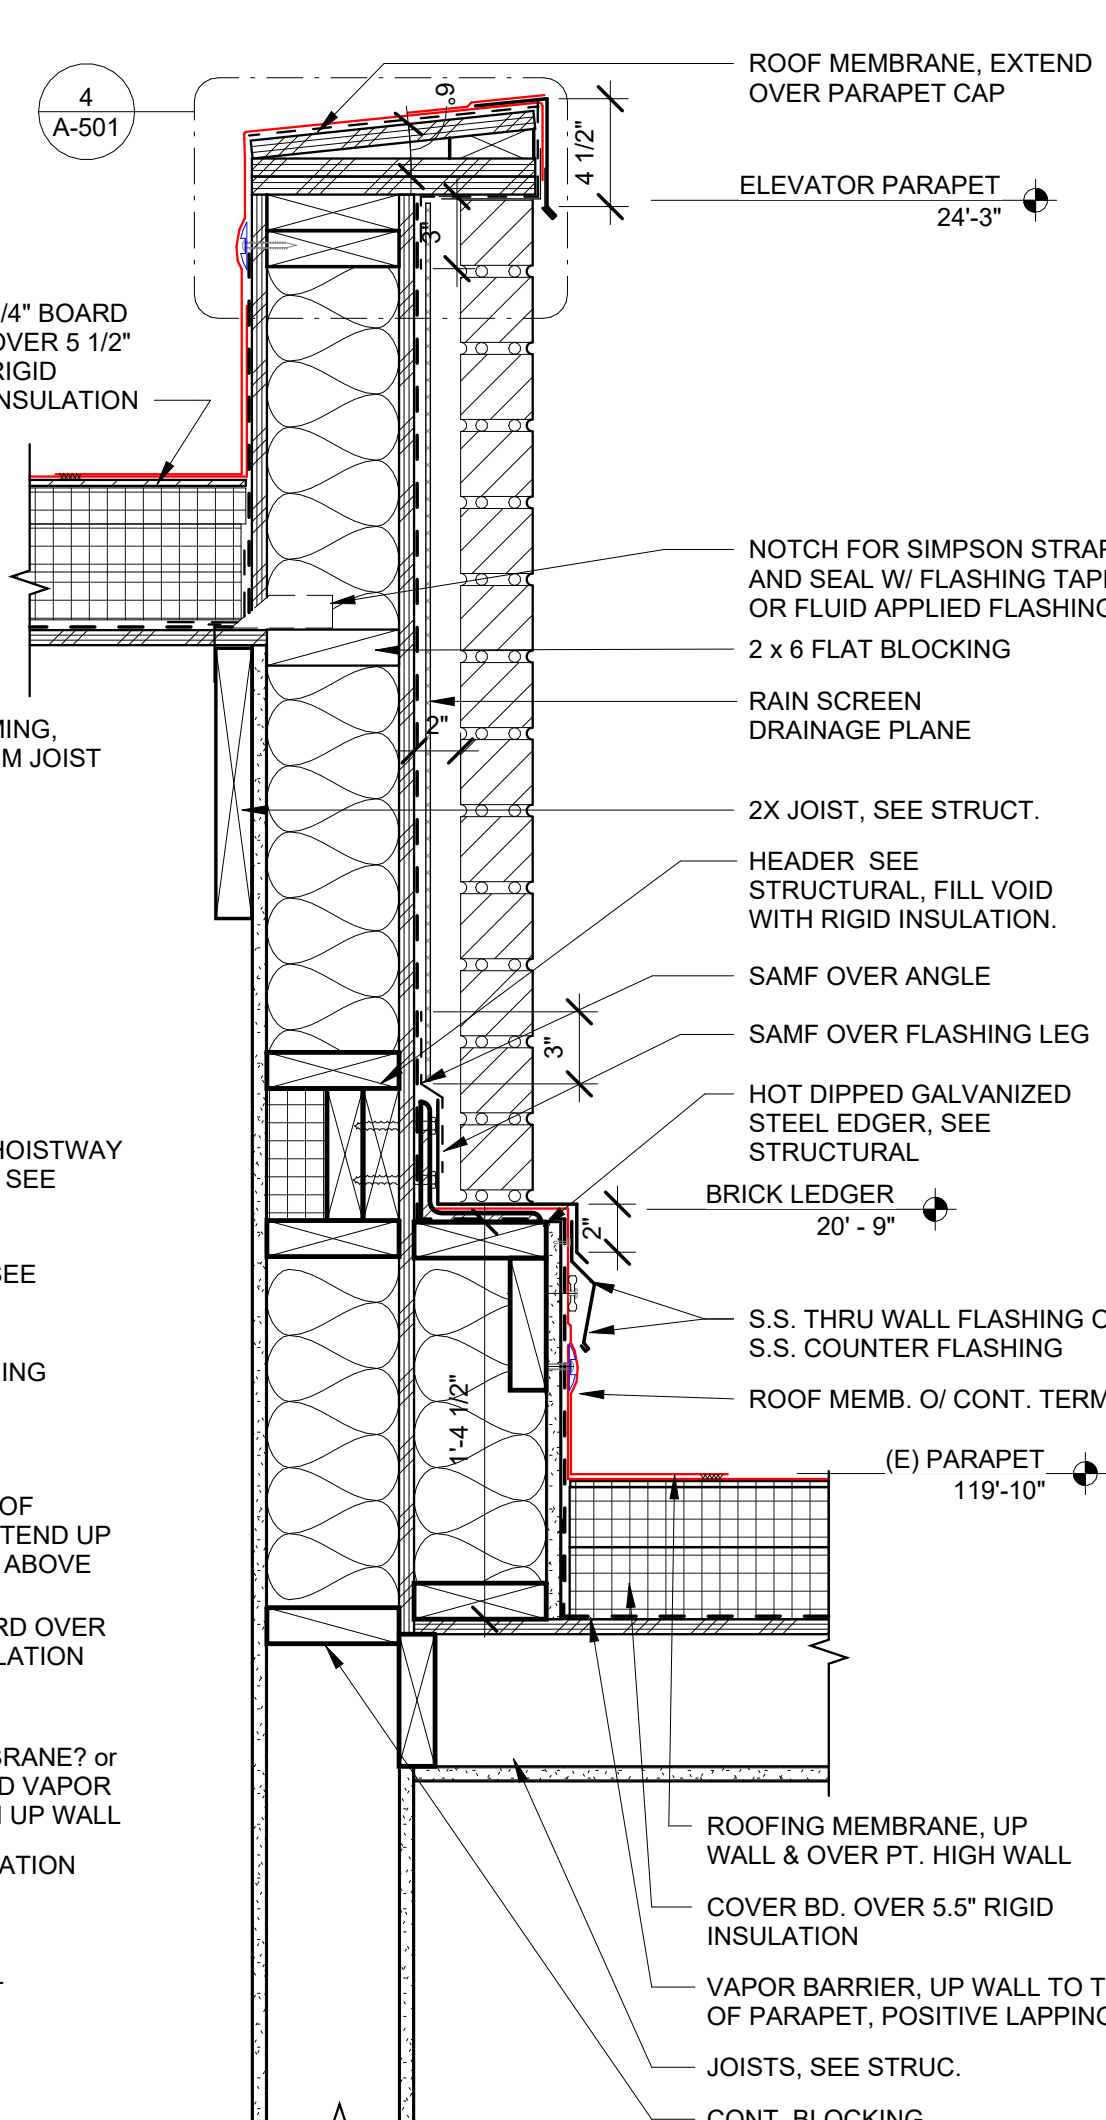 4
A-501
ROOF MEMBRANE, EXTEND
OVER PARAPET CAP
6°
4 1/2"
ELEVATOR PARAPET
24'-3"
3"
/4" BOARD
OVER 5 1/2"
RIGID
NSULATION
NOTCH FOR SIMPSON STRAP
AND SEAL W/ FLASHING TAPE
OR FLUID APPLIED FLASHING
2 x 6 FLAT BLOCKING
RAIN SCREEN
DRAINAGE PLANE
2"
MING,
M JOIST
2X JOIST, SEE STRUCT.
HEADER SEE
STRUCTURAL, FILL VOID
WITH RIGID INSULATION.
SAMF OVER ANGLE
3"
SAMF OVER FLASHING LEG
HOT DIPPED GALVANIZED
STEEL EDGER, SEE
STRUCTURAL
HOISTWAY
SEE
BRICK LEDGER
20' - 9"
2"
SEE
S.S. THRU WALL FLASHING O
S.S. COUNTER FLASHING
ING
ROOF MEMB. O/ CONT. TERM
1'-4 1/2"
(E) PARAPET
119'-10"
OF
TEND UP
ABOVE
RD OVER
LATION
BRANE? or
D VAPOR
UP WALL
ATION
ROOFING MEMBRANE, UP
WALL & OVER PT. HIGH WALL
COVER BD. OVER 5.5" RIGID
INSULATION
VAPOR BARRIER, UP WALL TO T
OF PARAPET, POSITIVE LAPPING
JOISTS, SEE STRUC.
CONT. BLOCKING